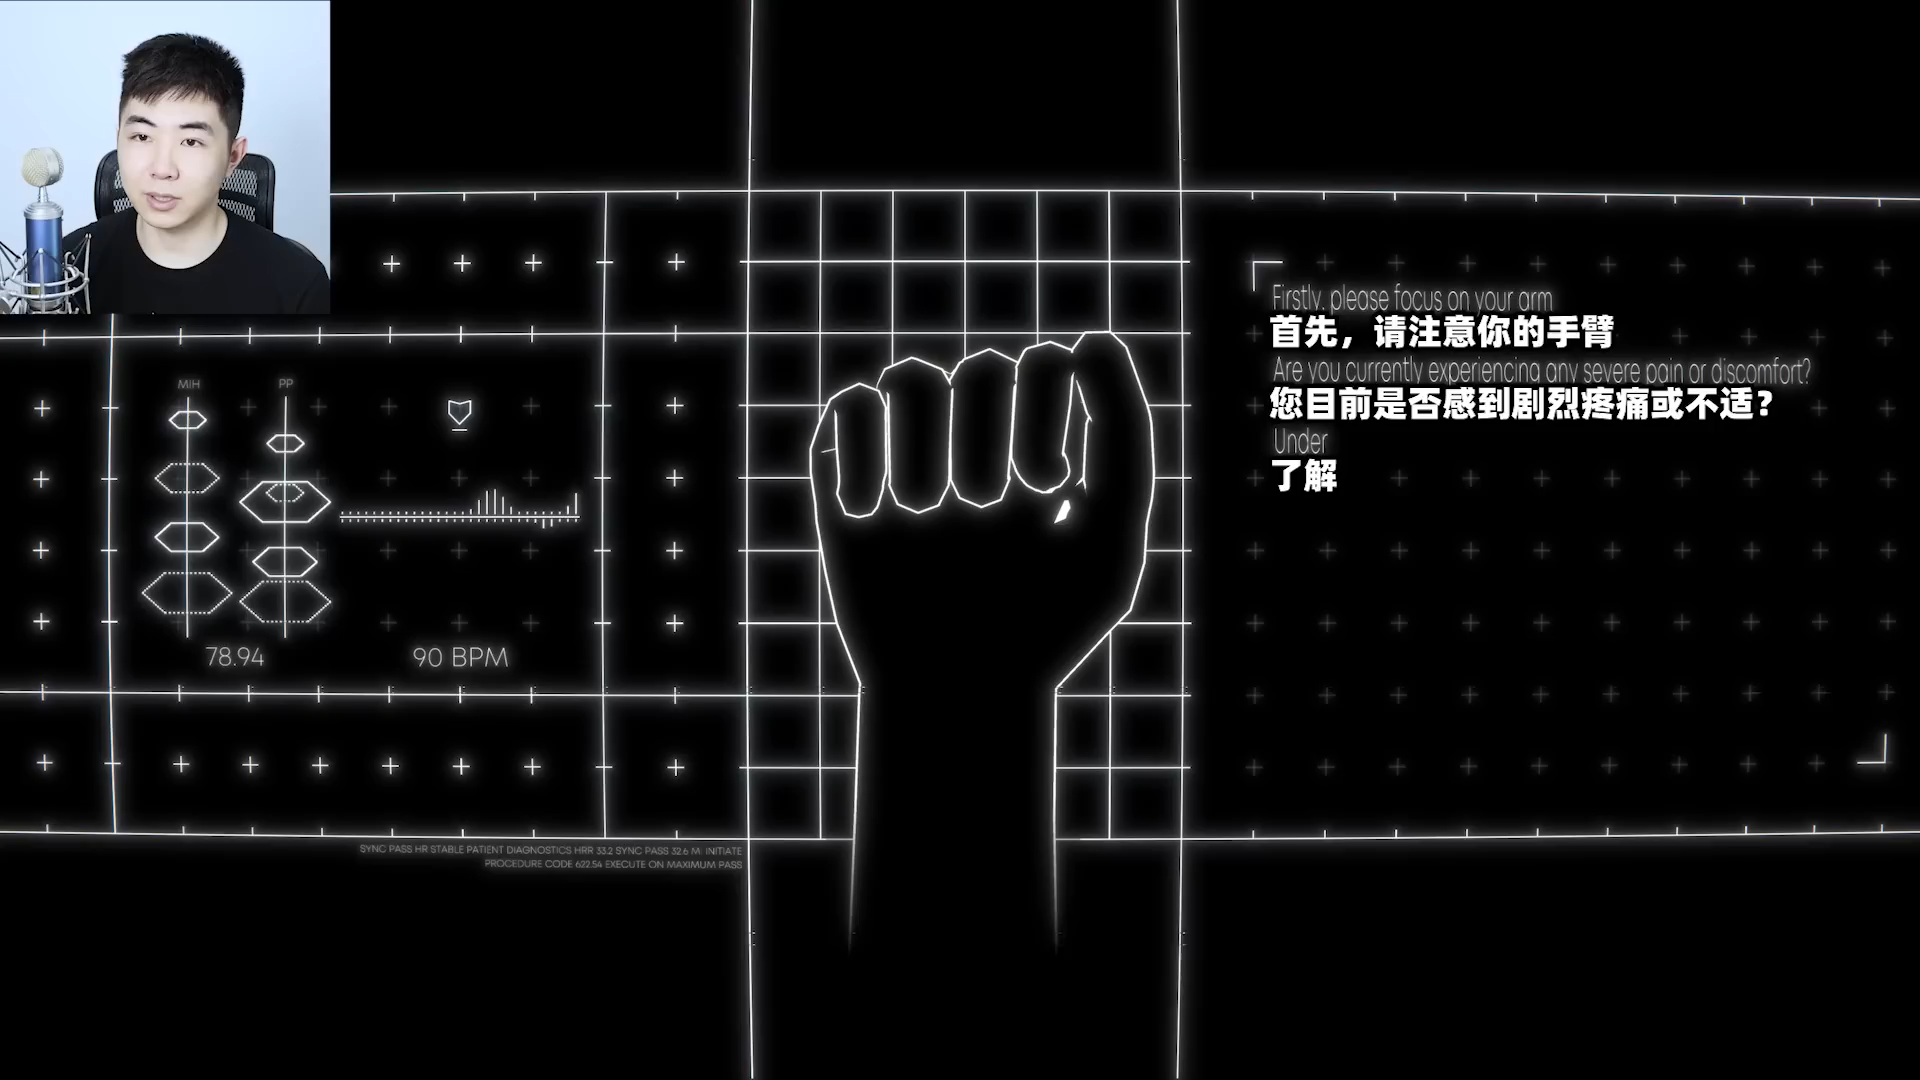 MIH
PP
78.94
90 BPM
SYNC PASS HR STABLE PATIENT DIAGNOSTICS HRR 33.2 SYNC PASS 32.6 M: INITIATE
PROCEDURE CODE 622.54 EXECUTE ON MAXIMUM PASS
Firstly, please focus on your arm
首先，请注意你的手臂
Are you currently experiencing any severe pain or discomfort?
您目前是否感到剧烈疼痛或不适？
Under
了解